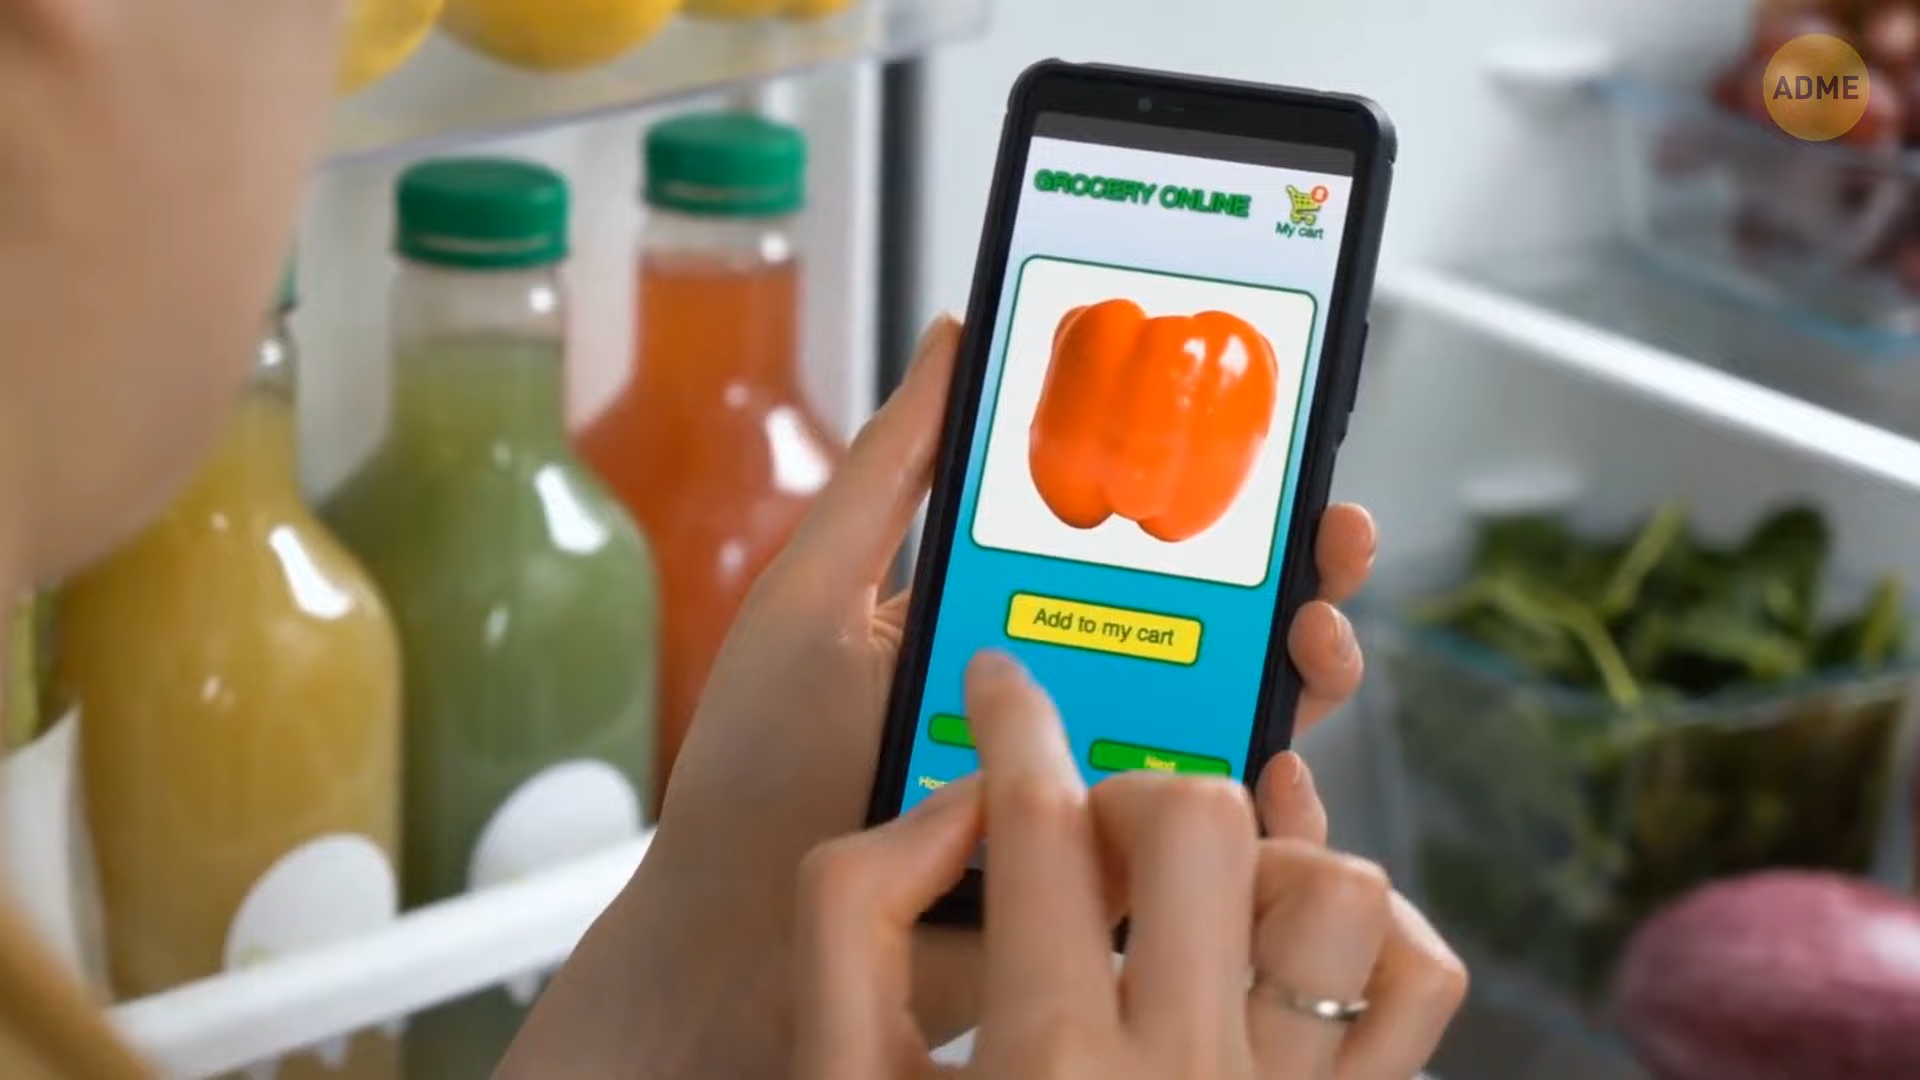 ADME
GROCERY ONLINE
My cart
Add to my cart
Next